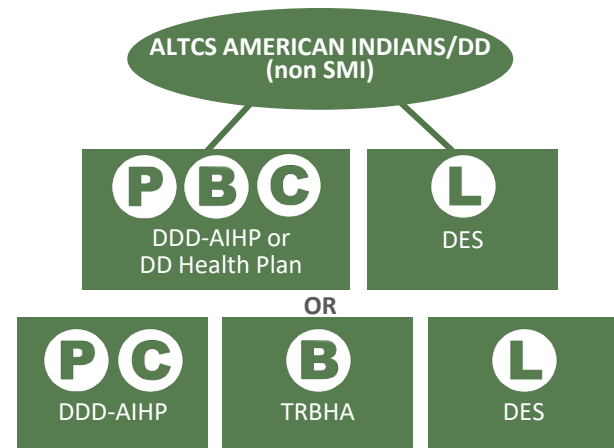 ALTCS AMERICAN INDIANS/DD
(non SMI)
P B C
DDD-AIHP or
DD Health Plan
L
DES
OR
P C
DDD-AIHP
B
TRBHA
L
DES